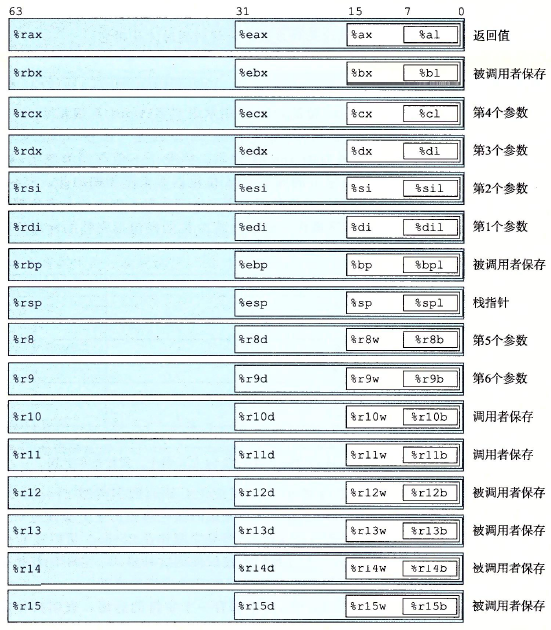 63 31 15 7 0
%rax %eax %ax %al 返回值
%rbx %ebx %bx %bl 被调用者保存
%rcx %ecx %cx %cl 第4个参数
%rdx %edx %dx %dl 第3个参数
%rsi %esi %si %sil 第2个参数
%rdi %edi %di %dil 第1个参数
%rbp %ebp %bp %bpl 被调用者保存
%rsp %esp %sp %spl 栈指针
%r8 %r8d %r8w %r8b 第5个参数
%r9 %r9d %r9w %r9b 第6个参数
%r10 %r10d %r10w %r10b 调用者保存
%r11 %r11d %r11w %r11b 调用者保存
%r12 %r12d %r12w %r12b 被调用者保存
%r13 %r13d %r13w %r13b 被调用者保存
%r14 %r14d %r14w %r14b 被调用者保存
%r15 %r15d %r15w %r15b 被调用者保存